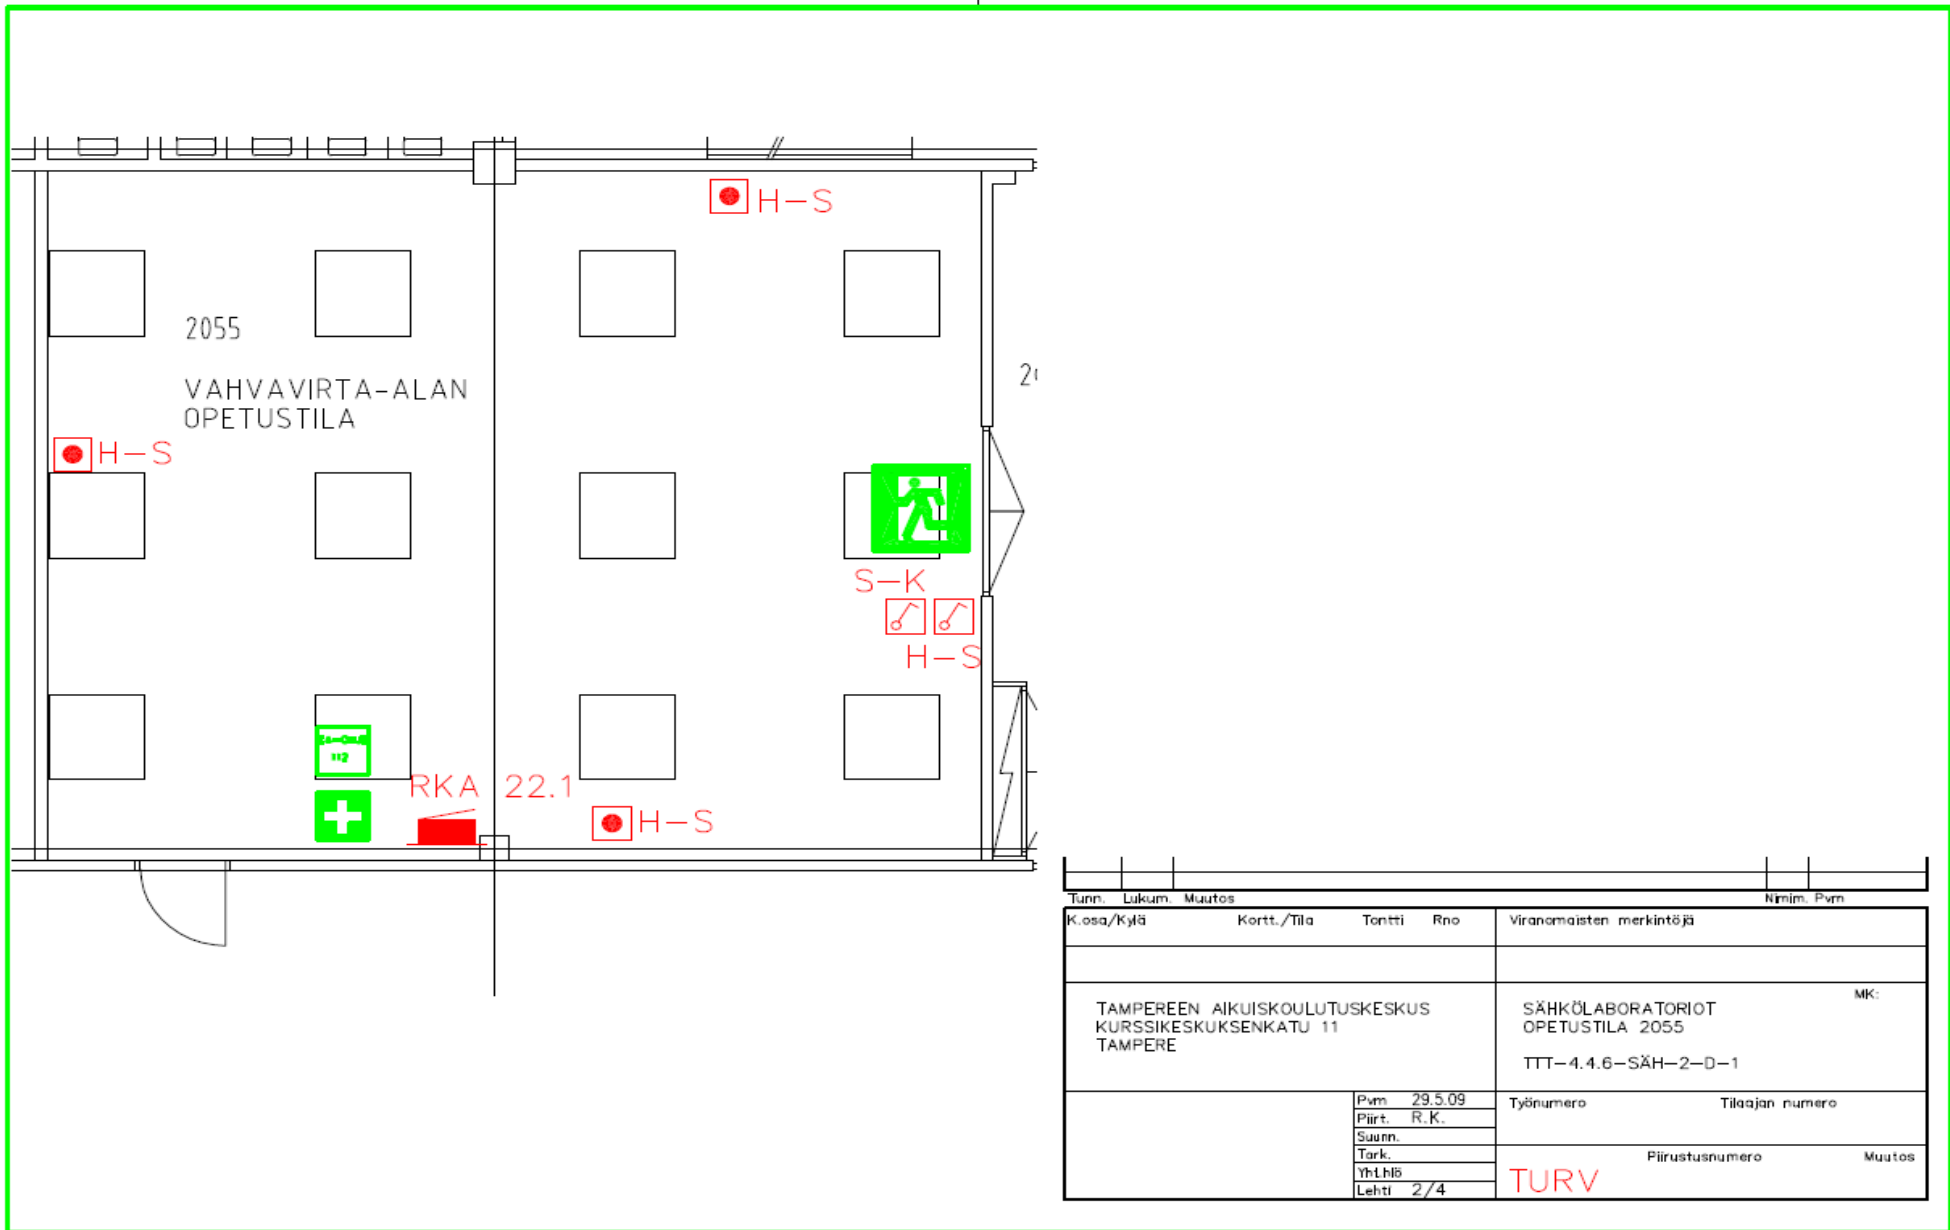 H-S
2055
VAHVAVIRTA-ALAN
OPETUSTILA
H-S
S-K
H-S
112
RKA 22.1
H-S
Tunn. Lukum. Muutos Nimim. Pvm
K.osa/Kylä Kortt./Tila Tontti Rno Viranomaisten merkintöjä
MK:
TAMPEREEN AIKUISKOULUTUSKESKUS
KURSSIKESKUKSENKATU 11
TAMPERE
SÄHKÖLABORATORIOT
OPETUSTILA 2055
TTT-4.4.6-SÄH-2-D-1
Pvm 29.5.09
Piirt. R.K.
Suunn.
Tark.
Yht.hlö
Lehti 2/4
Työnumero Tilaajan numero
Piirustusnumero Muutos
TURV